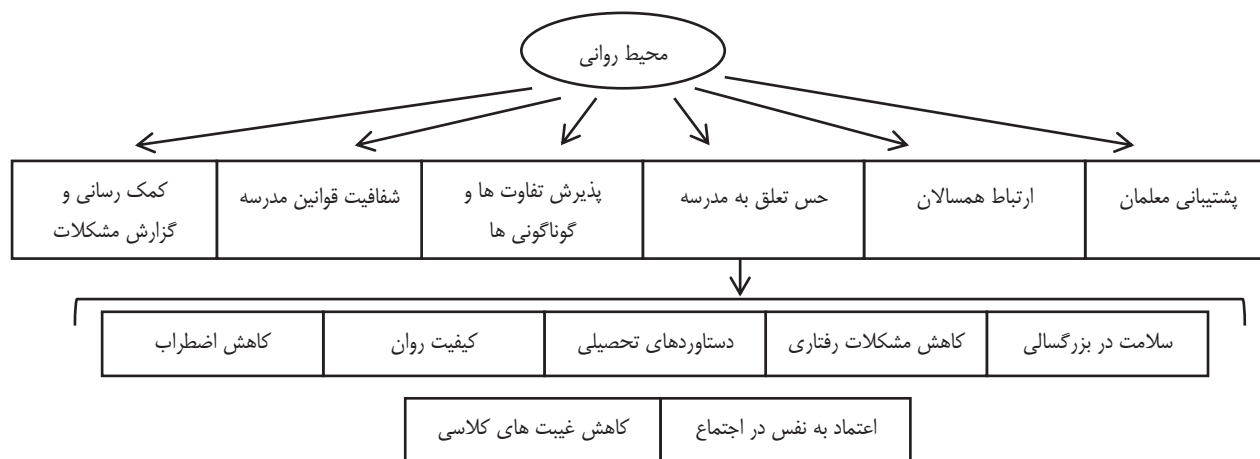 محیط روانی
پشتیبانی معلمان
ارتباط همسالان
حس تعلق به مدرسه
پذیرش تفاوت ها و
گوناگونی ها
شفافیت قوانین مدرسه
کمک رسانی و
گزارش مشکلات
سلامت در بزرگسالی
کاهش مشکلات رفتاری
دستاوردهای تحصیلی
کیفیت روان
کاهش اضطراب
اعتماد به نفس در اجتماع
کاهش غیبت های کلاسی